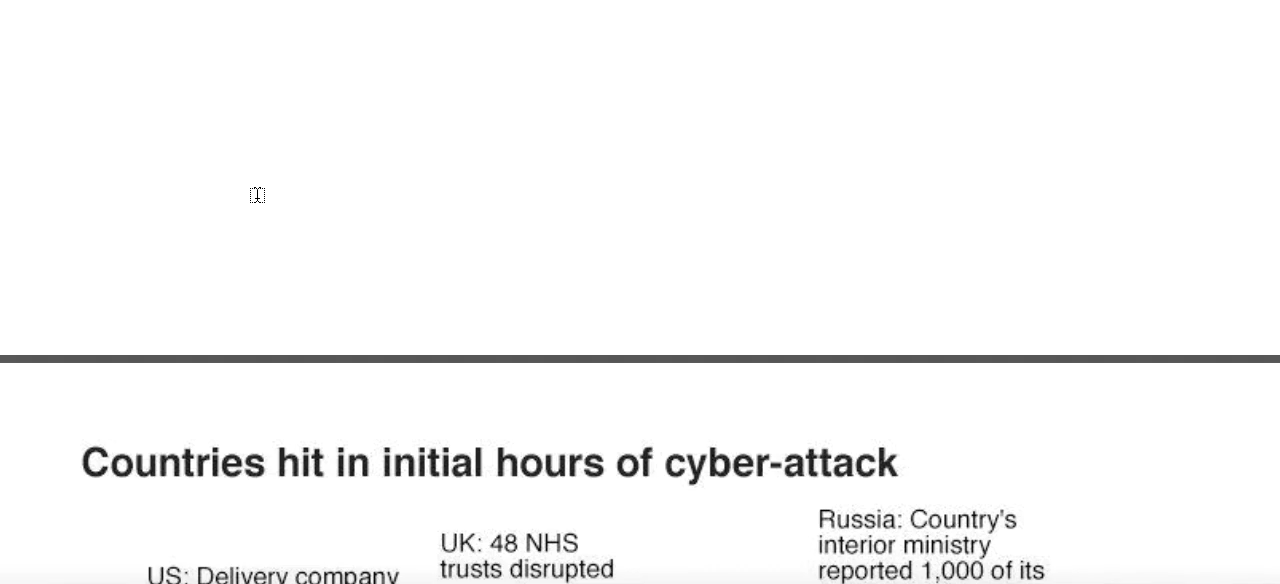 Countries hit in initial hours of cyber-attack
Russia: Country's
interior ministry
reported 1,000 of its
UK: 48 NHS
trusts disrupted
US: Delivery company